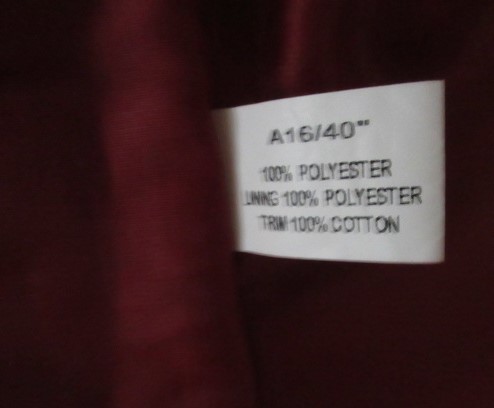 A16/40"
100% POLYESTER
LINING 100% POLYESTER
TRIM 100% COTTON